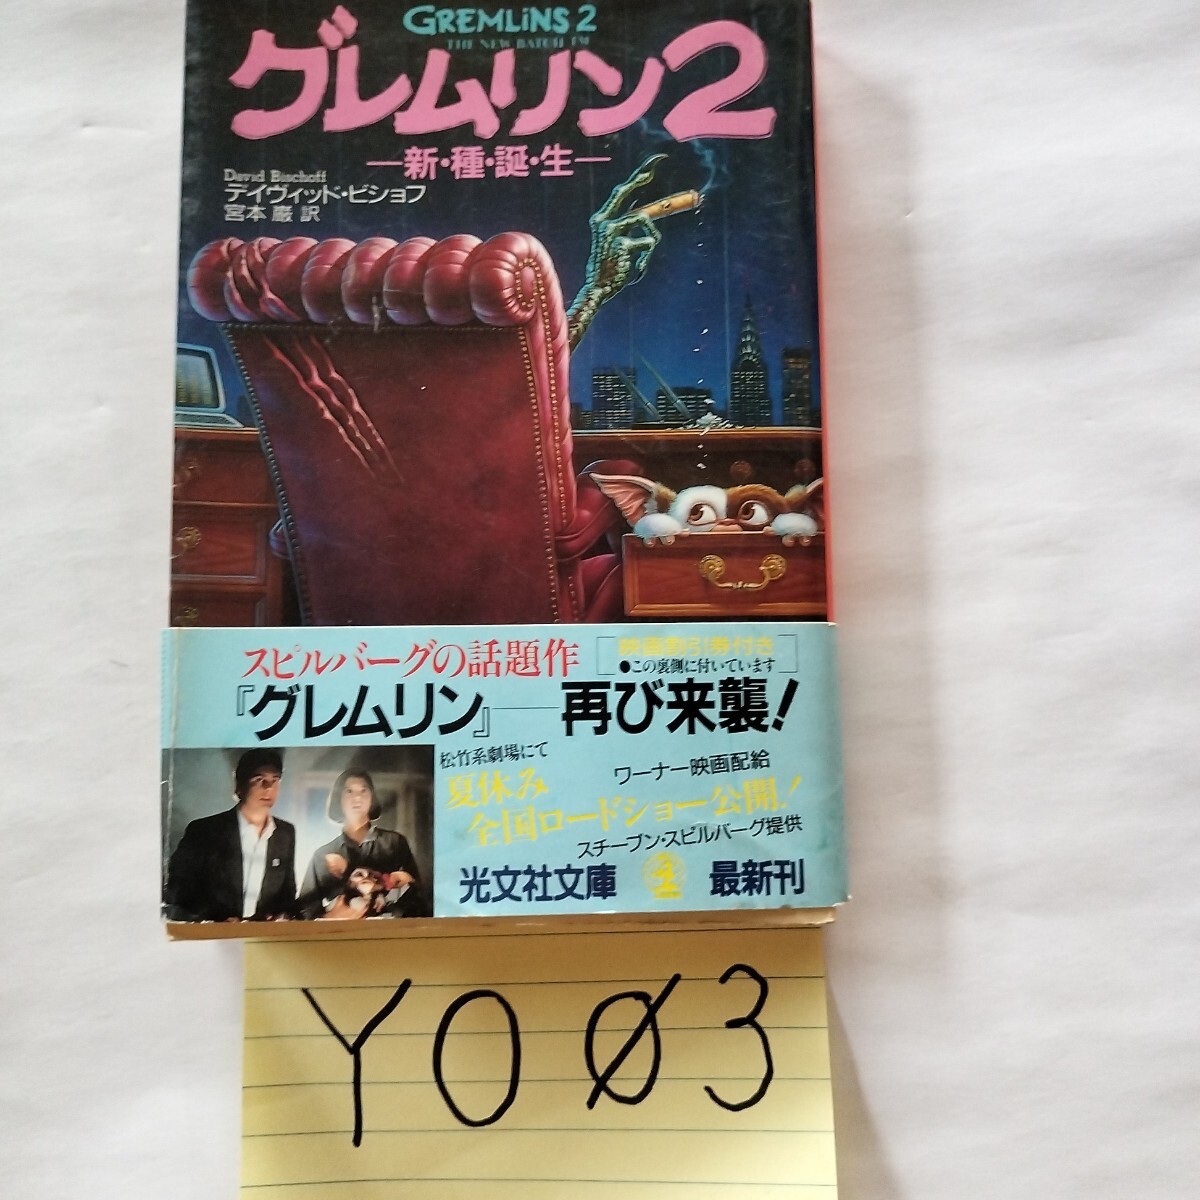 GREMLiNS 2
THE NEW BATCH TM
グレムリン2
—新・種・誕・生—
David Bischoff
デイヴィッド・ビショフ
宮本 巌 訳
スピルバーグの話題作
映画割引券付き
●この裏側に付いています
『グレムリン』——再び来襲!
松竹系劇場にて
ワーナー映画配給
夏休み
全国ロードショー公開!
スチーブン・スピルバーグ提供
光文社文庫 最新刊
YO Ø3